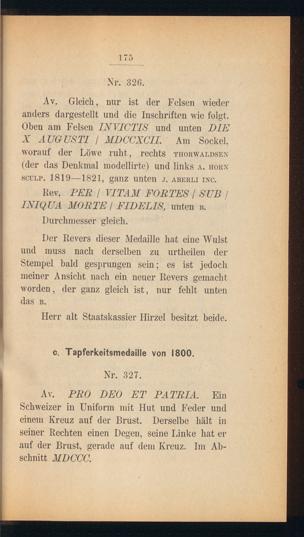 175
Nr. 326.
Av. Gleich, nur ist der Felsen wieder
anders dargestellt und die Inschriften wie folgt.
Oben am Felsen INVICTIS und unten DIE
X AUGUSTI / MDCCXCII. Am Sockel,
worauf der Löwe ruht, rechts THORWALDSEN
(der das Denkmal modellirte) und links A. HORN
SCULP. 1819—1821, ganz unten J. ABERLI INC.
Rev. PER / VITAM FORTES / SUB /
INIQUA MORTE / FIDELIS, unten B.
Durchmesser gleich.
Der Revers dieser Medaille hat eine Wulst
und muss nach derselben zu urtheilen der
Stempel bald gesprungen sein; es ist jedoch
meiner Ansicht nach ein neuer Revers gemacht
worden, der ganz gleich ist, nur fehlt unten
das B.
Herr alt Staatskassier Hirzel besitzt beide.
c. Tapferkeitsmedaille von 1800.
Nr. 327.
Av. PRO DEO ET PATRIA. Ein
Schweizer in Uniform mit Hut und Feder und
einem Kreuz auf der Brust. Derselbe hält in
seiner Rechten einen Degen, seine Linke hat er
auf der Brust, gerade auf dem Kreuz. Im Ab-
schnitt MDCCC.